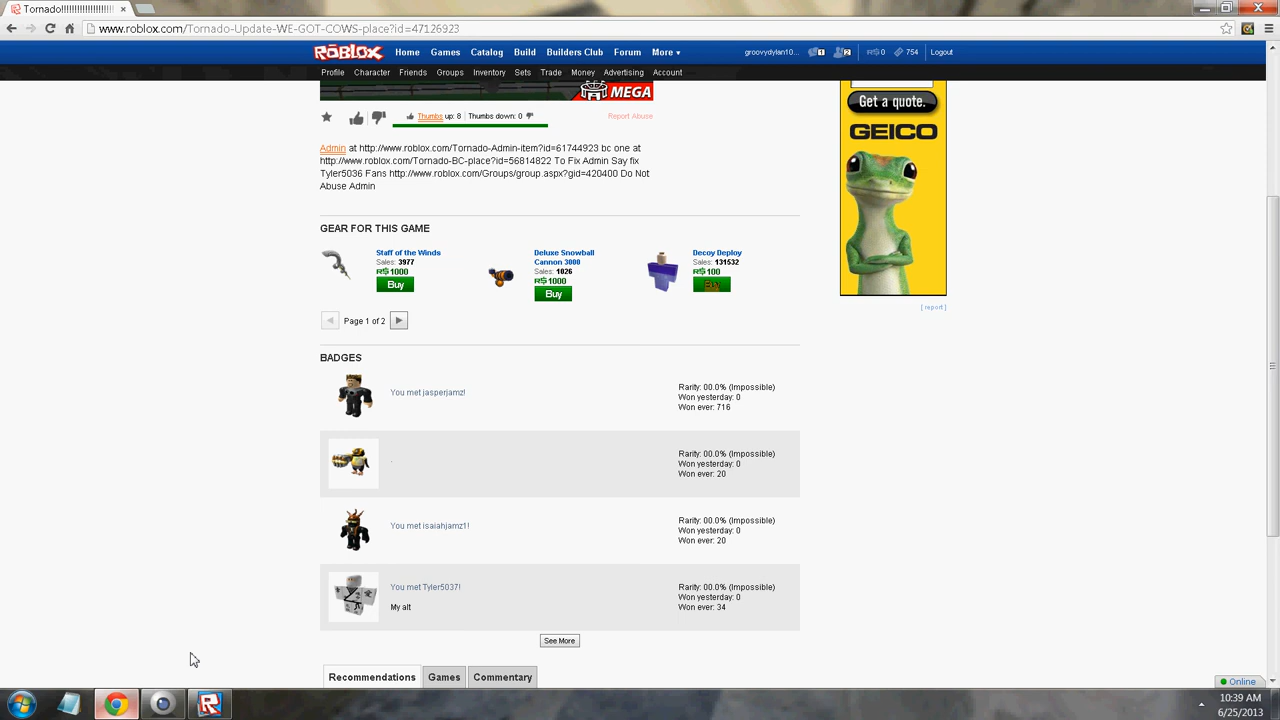 Tornado!!!!!!!!!!!!!!!!!!!!!
www.roblox.com/Tornado-Update-WE-GOT-COWS-place?id=47126923
ROBLOX Home Games Catalog Build Builders Club Forum More groovydylan10... 1 2 R$ 0 754 Logout
Profile Character Friends Groups Inventory Sets Trade Money Advertising Account
MEGA
Thumbs up: 8 Thumbs down: 0 Report Abuse
Admin at http://www.roblox.com/Tornado-Admin-item?id=61744923 bc one at
http://www.roblox.com/Tornado-BC-place?id=56814822 To Fix Admin Say fix
Tyler5036 Fans http://www.roblox.com/Groups/group.aspx?gid=420400 Do Not
Abuse Admin
Get a quote.
GEICO
[ report ]
GEAR FOR THIS GAME
Staff of the Winds
Sales: 3977
R$ 1000
Buy
Deluxe Snowball
Cannon 3000
Sales: 1026
R$ 1000
Buy
Decoy Deploy
Sales: 131532
R$ 100
Buy
Page 1 of 2
BADGES
You met jasperjamz!
Rarity: 00.0% (Impossible)
Won yesterday: 0
Won ever: 716
.
Rarity: 00.0% (Impossible)
Won yesterday: 0
Won ever: 20
You met isaiahjamz1!
Rarity: 00.0% (Impossible)
Won yesterday: 0
Won ever: 20
You met Tyler5037!
My alt
Rarity: 00.0% (Impossible)
Won yesterday: 0
Won ever: 34
See More
Recommendations Games Commentary
Online
10:39 AM
6/25/2013